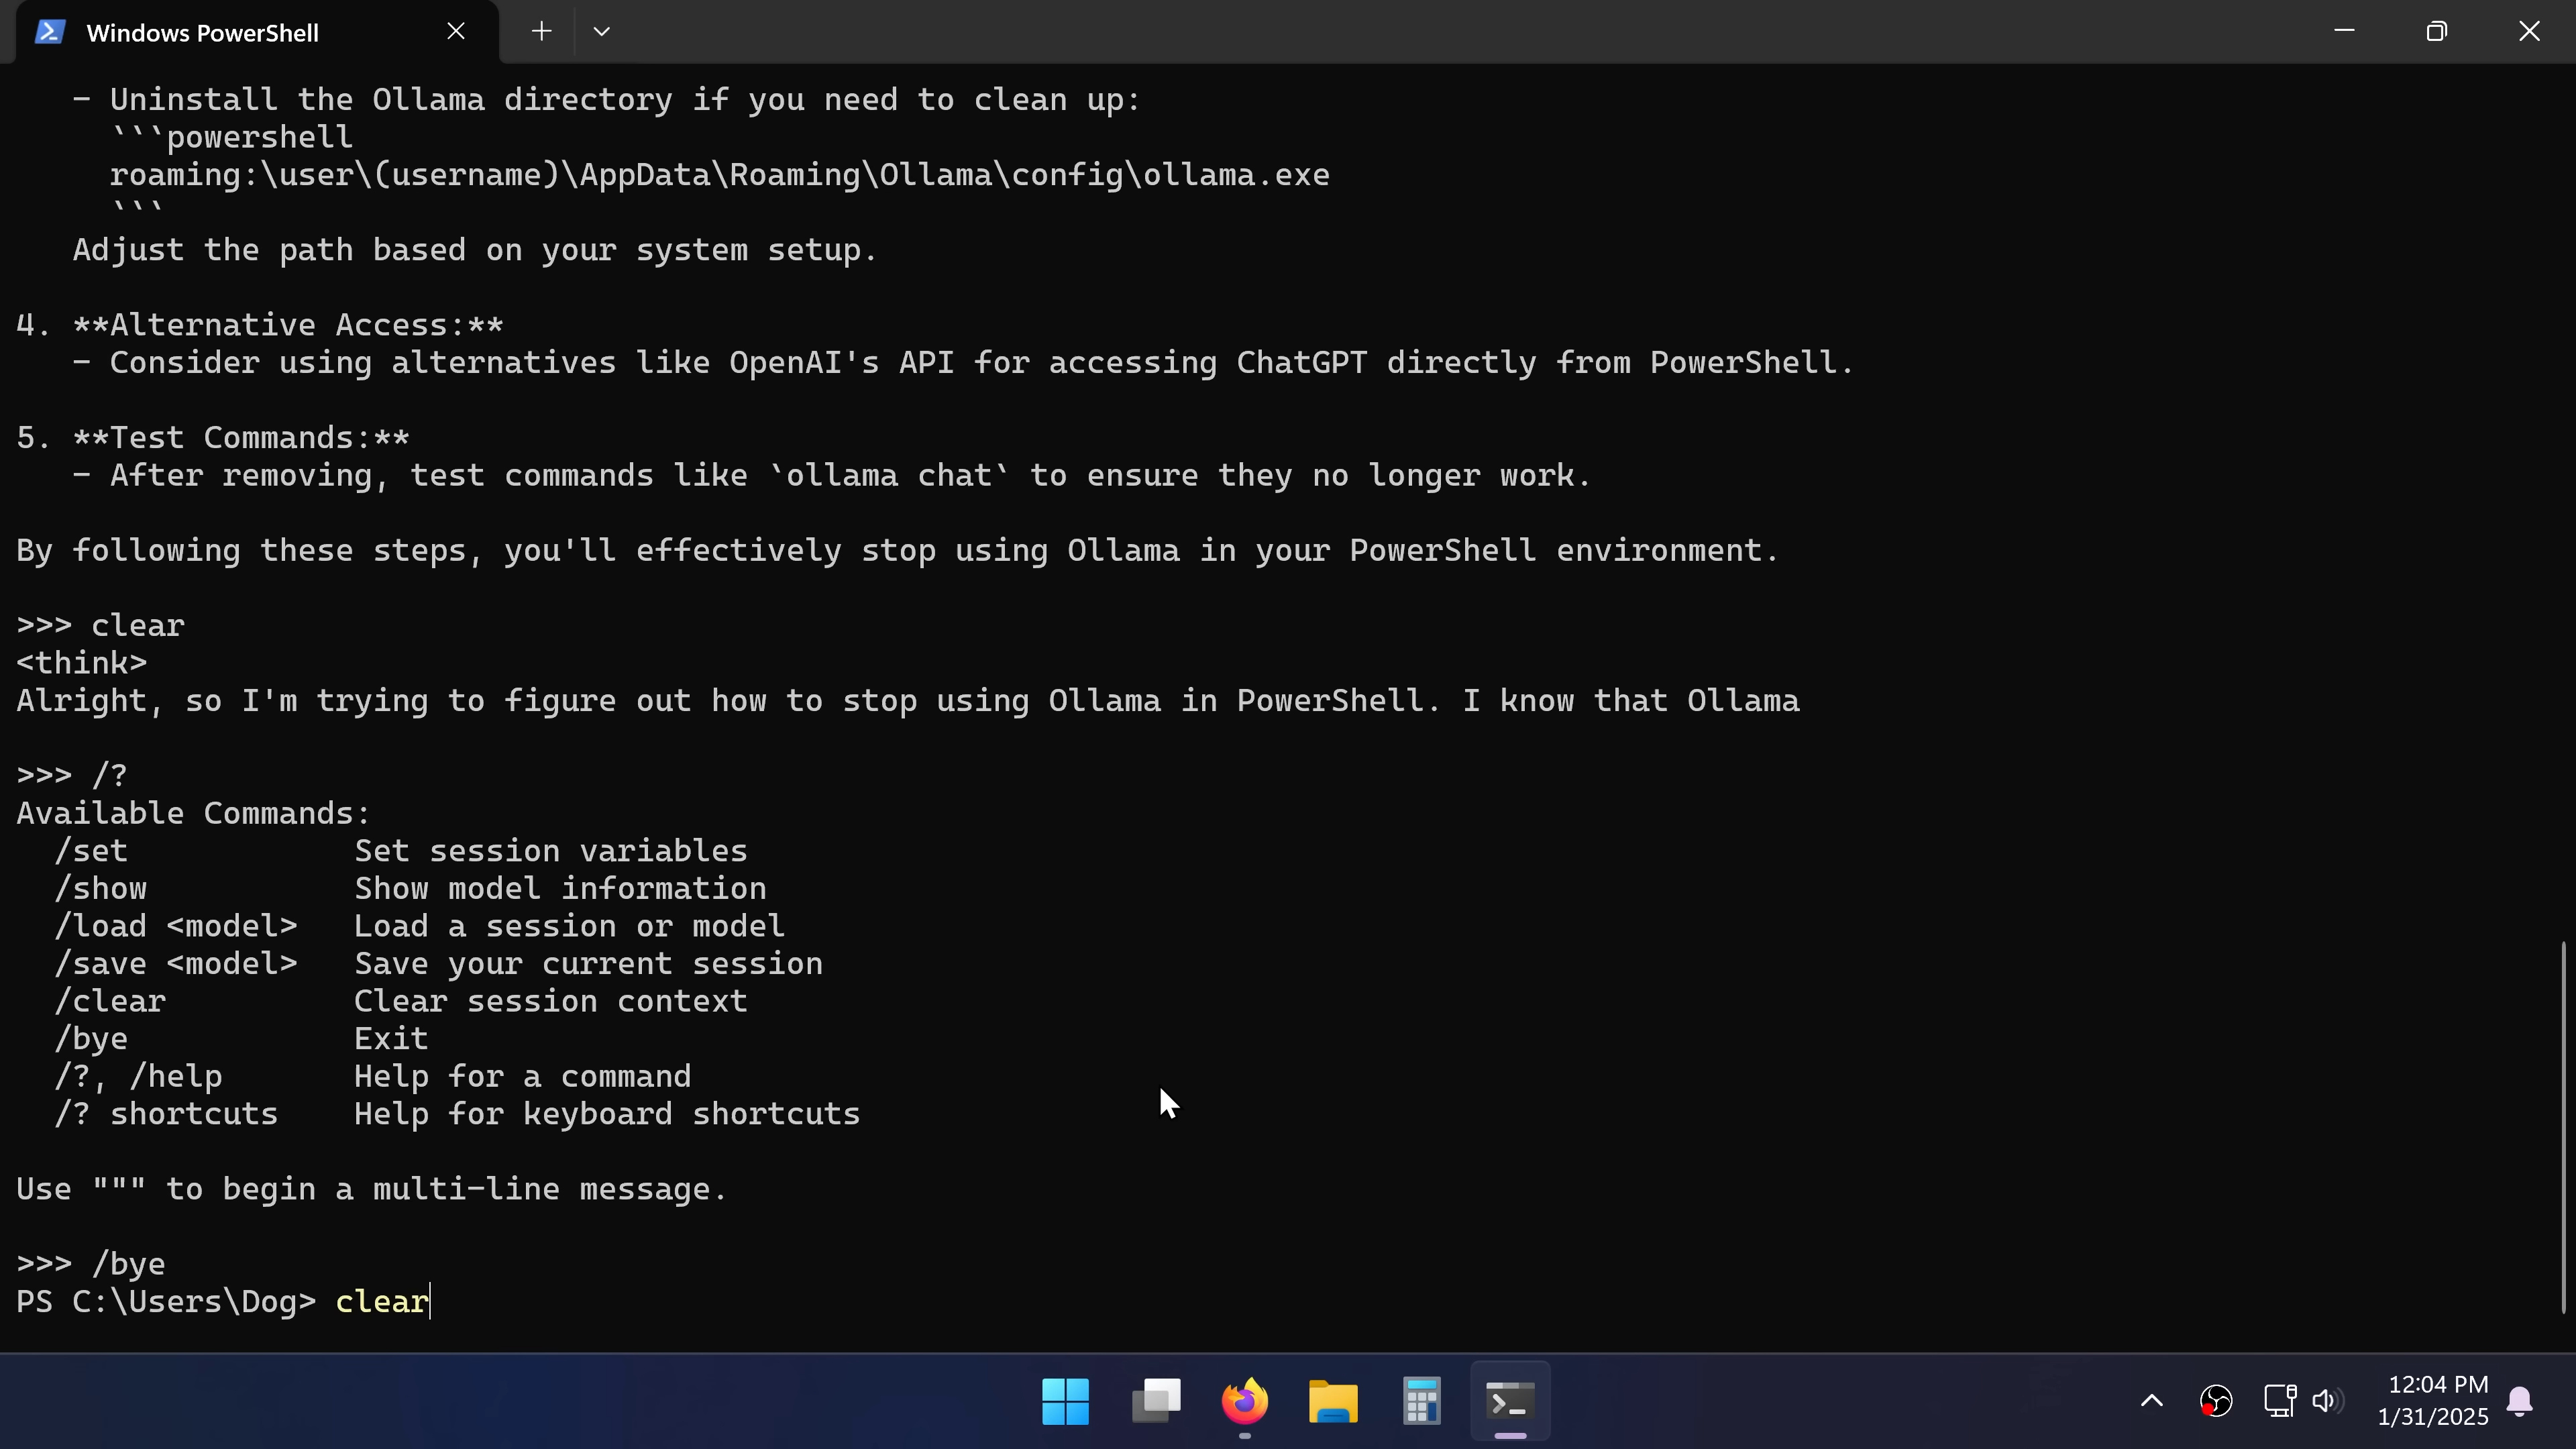 Windows PowerShell
- Uninstall the Ollama directory if you need to clean up:
```powershell
roaming:\user\(username)\AppData\Roaming\Ollama\config\ollama.exe
```
Adjust the path based on your system setup.
4. **Alternative Access:**
- Consider using alternatives like OpenAI's API for accessing ChatGPT directly from PowerShell.
5. **Test Commands:**
- After removing, test commands like `ollama chat` to ensure they no longer work.
By following these steps, you'll effectively stop using Ollama in your PowerShell environment.
>>> clear
<think>
Alright, so I'm trying to figure out how to stop using Ollama in PowerShell. I know that Ollama
>>> /?
Available Commands:
/set Set session variables
/show Show model information
/load <model> Load a session or model
/save <model> Save your current session
/clear Clear session context
/bye Exit
/?, /help Help for a command
/? shortcuts Help for keyboard shortcuts
Use """ to begin a multi-line message.
>>> /bye
PS C:\Users\Dog> clear
12:04 PM
1/31/2025